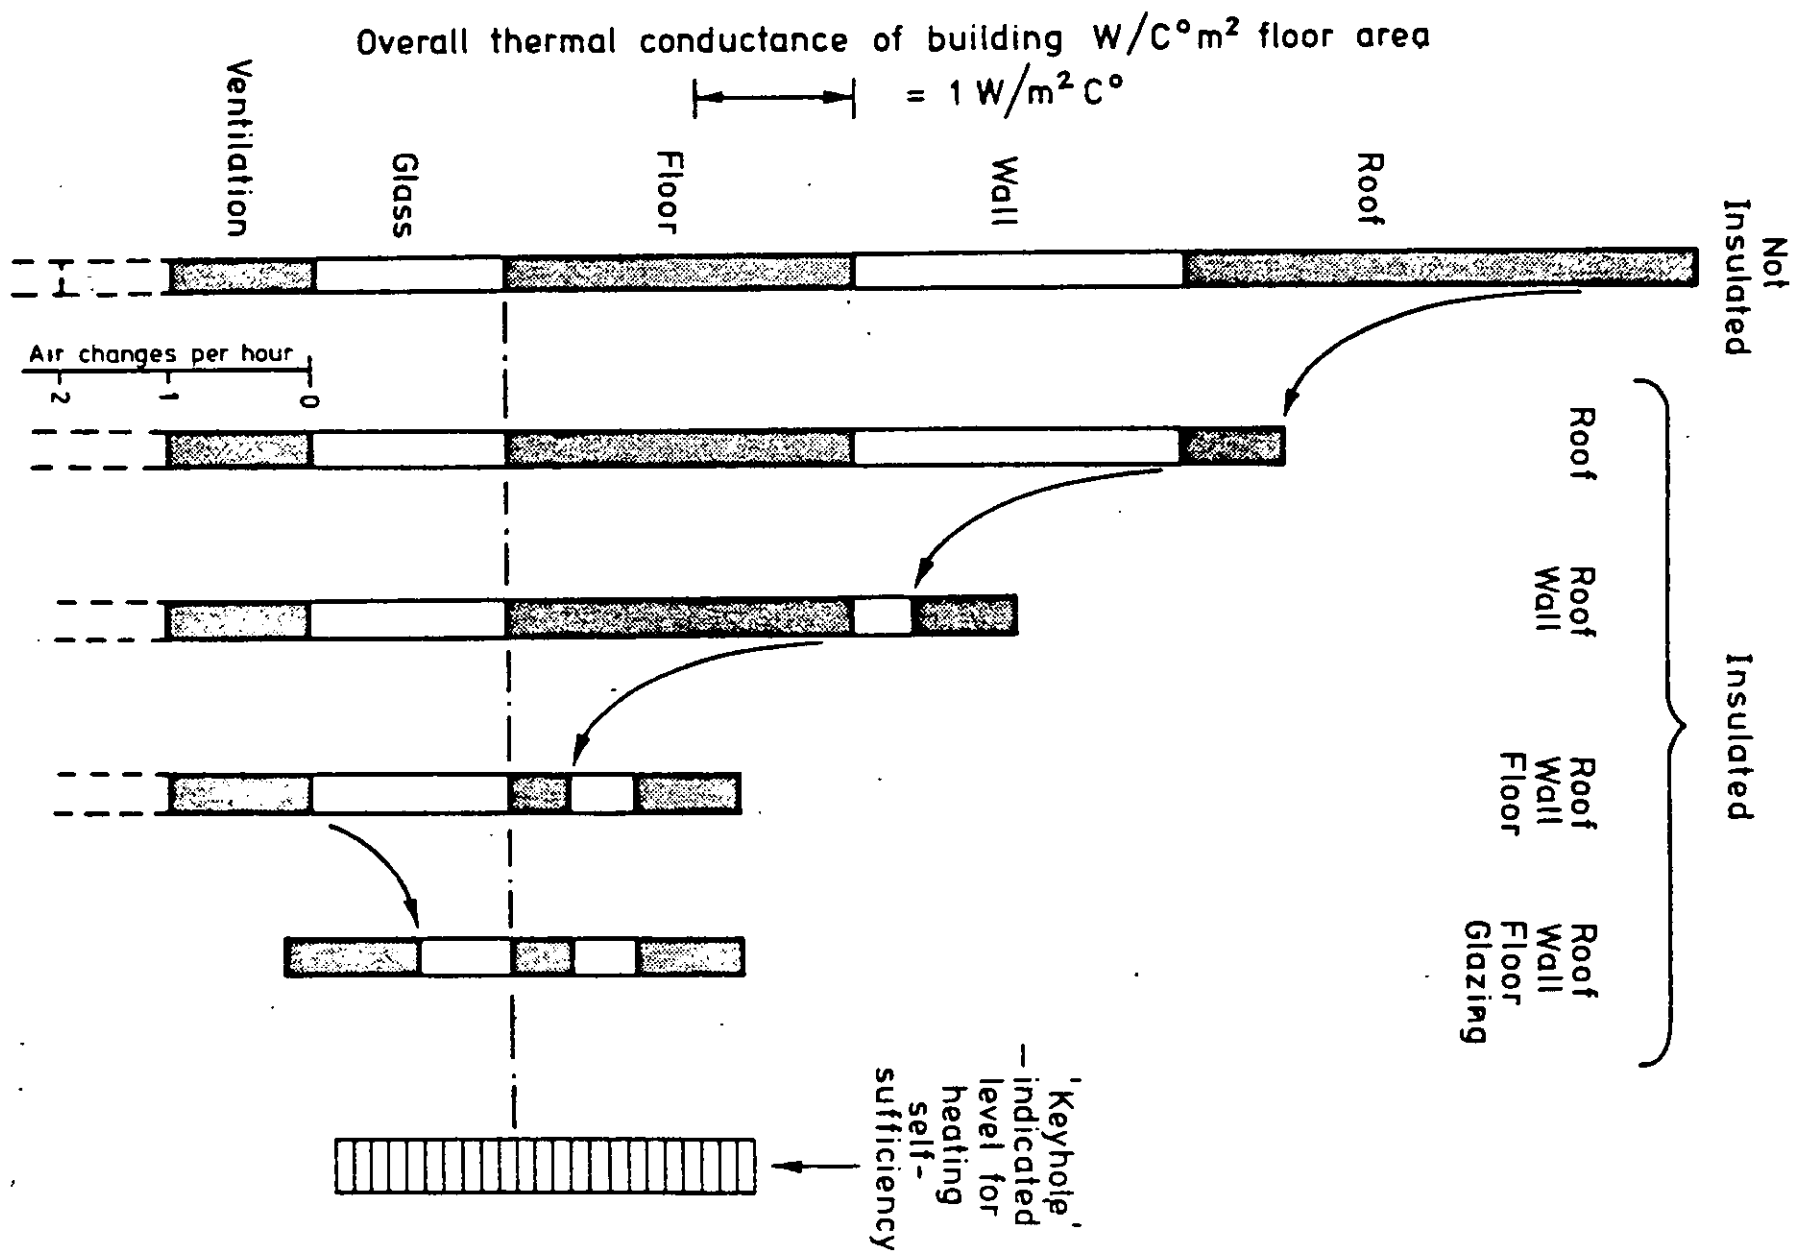 Overall thermal conductance of building W/C°m² floor area
= 1 W/m² C°
Ventilation
Glass
Floor
Wall
Roof
Not
Insulated
Air changes per hour
2
1
0
Roof
Roof
Wall
Roof
Wall
Floor
Roof
Wall
Floor
Glazing
Insulated
'Keyhole'
—indicated
level for
heating
self-
sufficiency